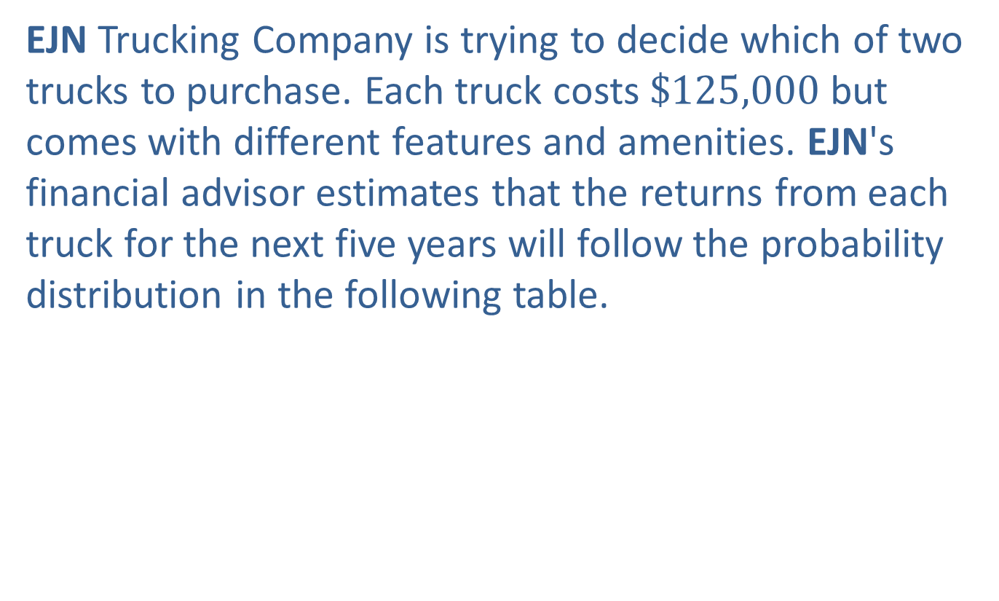 EJN Trucking Company is trying to decide which of two
trucks to purchase. Each truck costs $125,000 but
comes with different features and amenities. EJN's
financial advisor estimates that the returns from each
truck for the next five years will follow the probability
distribution in the following table.